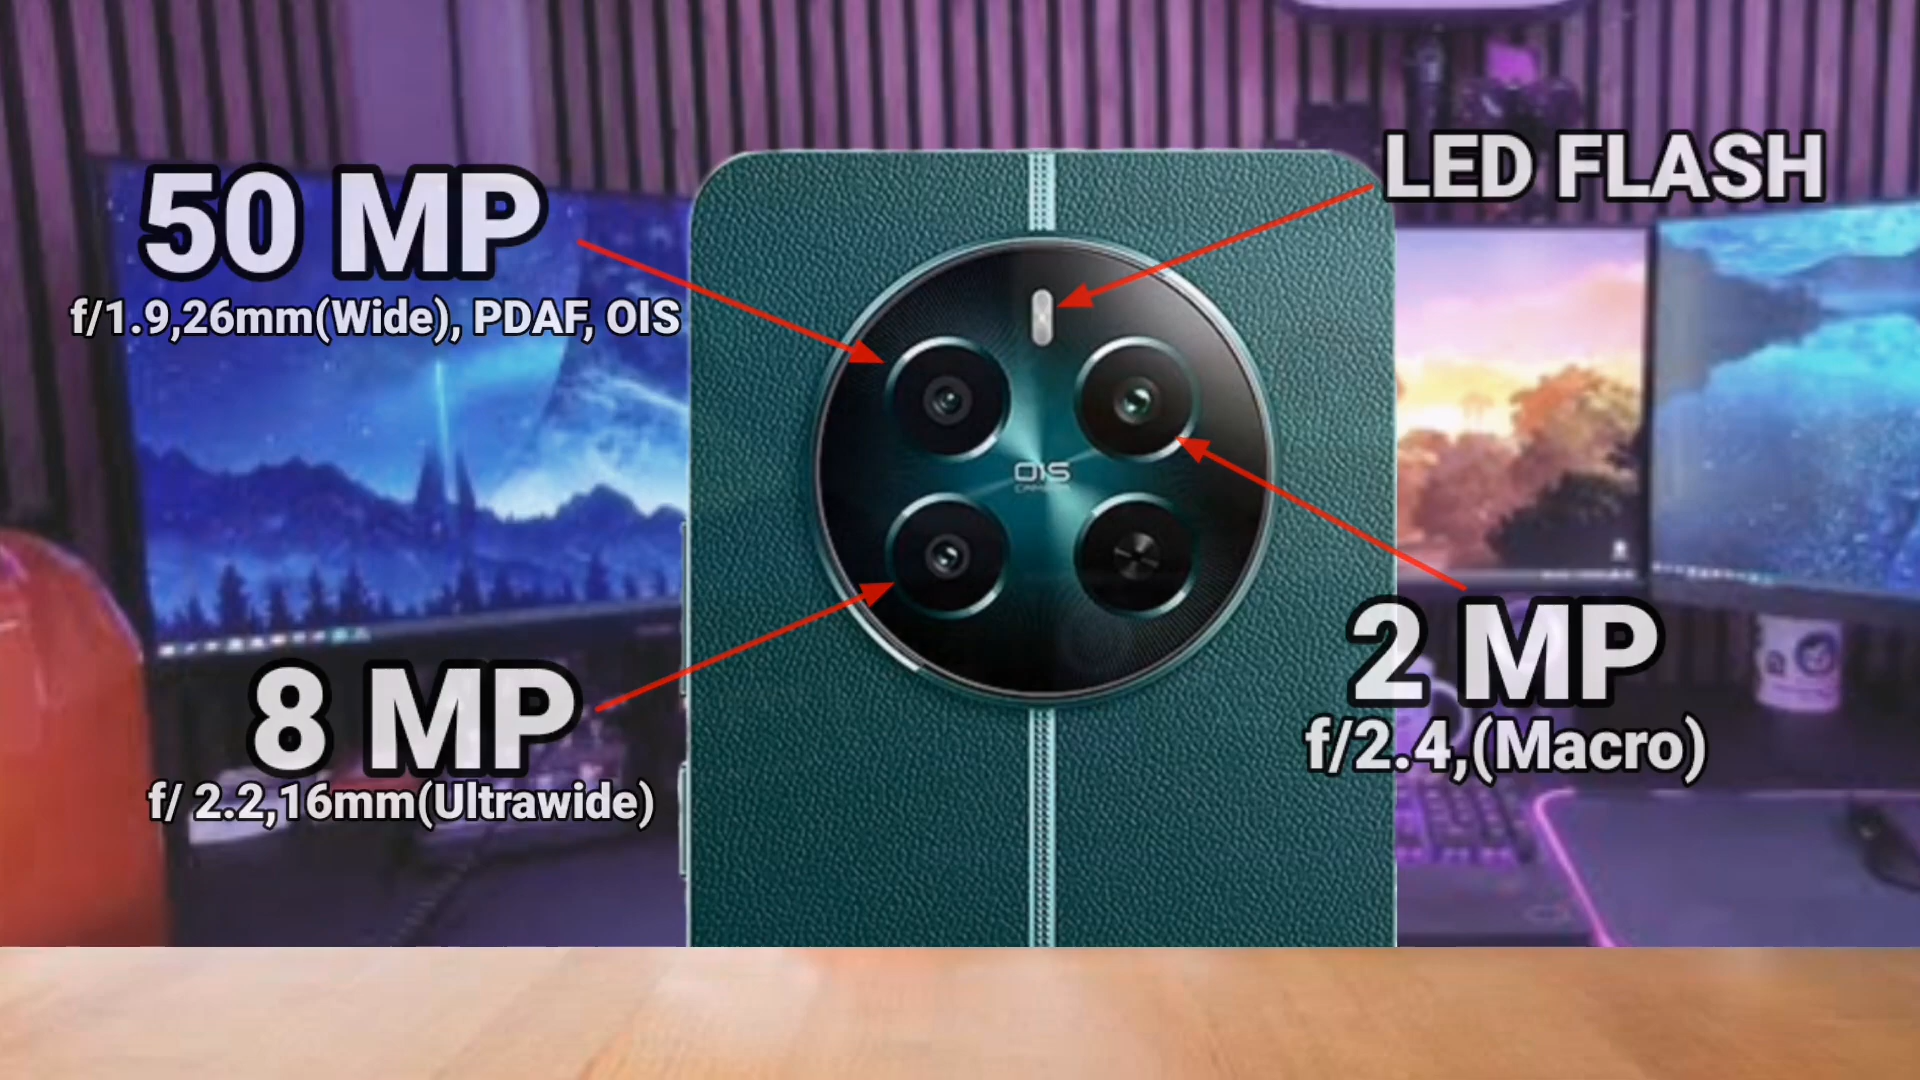 LED FLASH
50 MP
f/1.9,26mm(Wide), PDAF, OIS
OIS
2 MP
f/2.4,(Macro)
8 MP
f/ 2.2,16mm(Ultrawide)